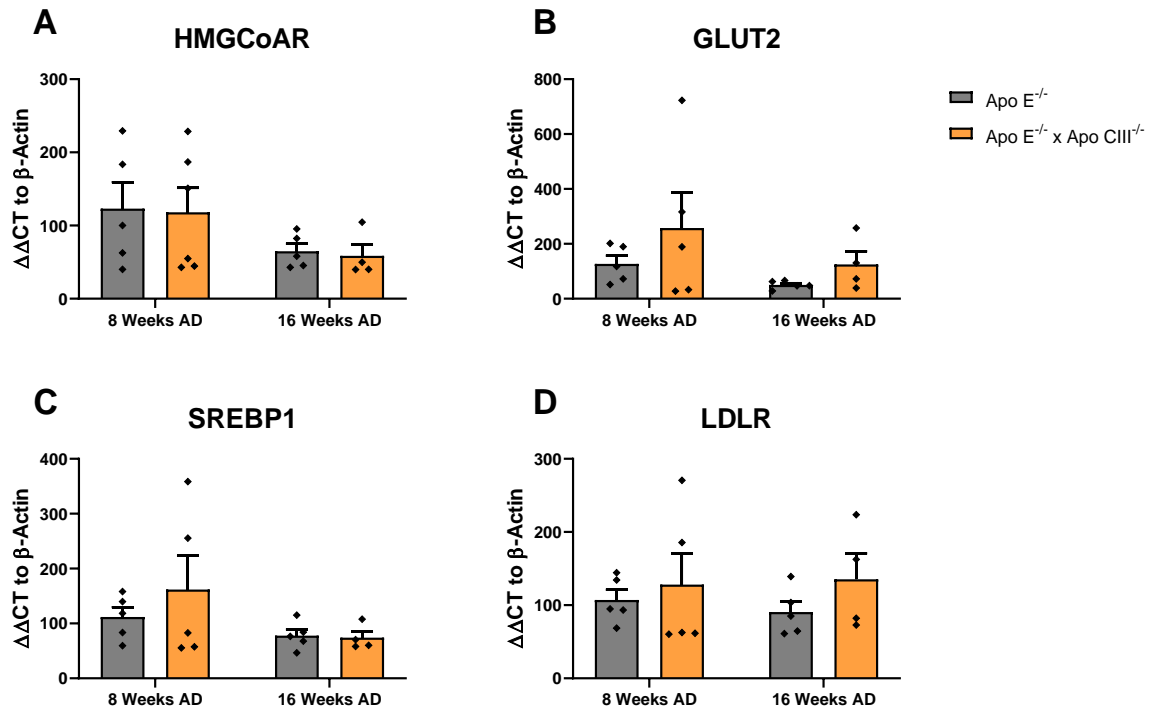 A
HMGCoAR
300
200
100
0
ΔΔCT to β-Actin
8 Weeks AD
16 Weeks AD
B
GLUT2
800
600
400
200
0
ΔΔCT to β-Actin
8 Weeks AD
16 Weeks AD
Apo E⁻/⁻
Apo E⁻/⁻ x Apo CIII⁻/⁻
C
SREBP1
400
300
200
100
0
ΔΔCT to β-Actin
8 Weeks AD
16 Weeks AD
D
LDLR
300
200
100
0
ΔΔCT to β-Actin
8 Weeks AD
16 Weeks AD